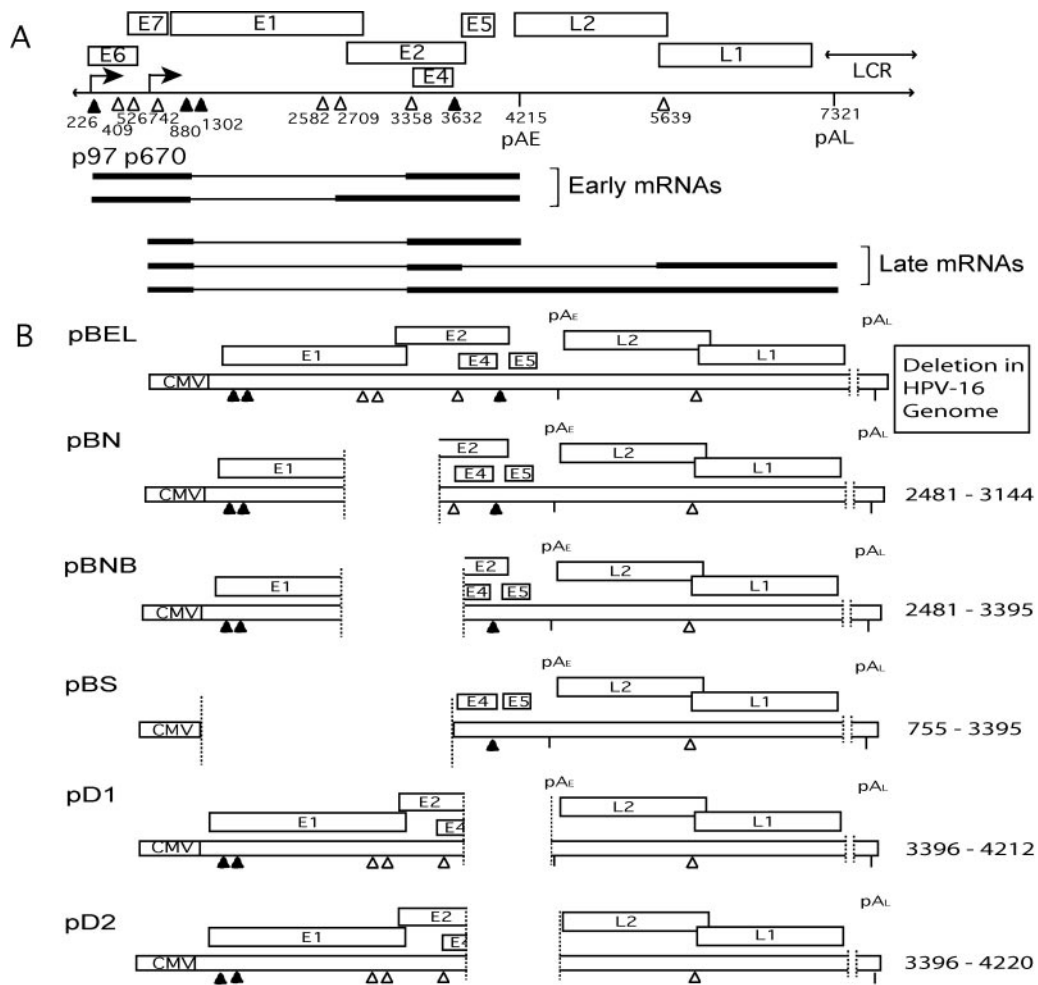 A
E7 E1 E5 L2
E6 E2 E4 L1 LCR
226 409 526 742 880 1302 2582 2709 3358 3632 4215 5639 7321
pAE pAL
p97 p670
Early mRNAs
Late mRNAs
B
pBEL
E2 pAE L2 pAL
E1 E4 E5 L1
CMV
Deletion in
HPV-16
Genome
pBN
E2 pAE L2 pAL
E1 E4 E5 L1
CMV 2481 - 3144
pBNB
E2 pAE L2 pAL
E1 E4 E5 L1
CMV 2481 - 3395
pBS
pAE L2 pAL
E4 E5 L1
CMV 755 - 3395
pD1
E2 pAE L2 pAL
E1 E4 L1
CMV 3396 - 4212
pD2
E2 L2 pAL
E1 E4 L1
CMV 3396 - 4220